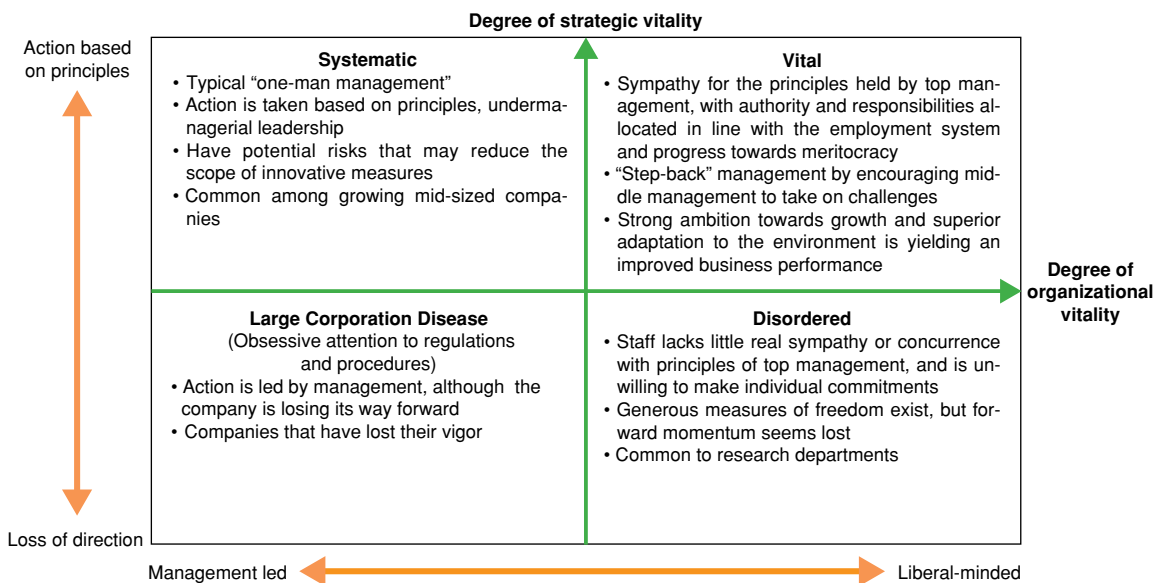 Degree of strategic vitality
Action based
on principles
Systematic
• Typical “one-man management”
• Action is taken based on principles, underma-
nagerial leadership
• Have potential risks that may reduce the
scope of innovative measures
• Common among growing mid-sized compa-
nies
Vital
• Sympathy for the principles held by top man-
agement, with authority and responsibilities al-
located in line with the employment system
and progress towards meritocracy
• “Step-back” management by encouraging mid-
dle management to take on challenges
• Strong ambition towards growth and superior
adaptation to the environment is yielding an
improved business performance
Degree of
organizational
vitality
Large Corporation Disease
(Obsessive attention to regulations
and procedures)
• Action is led by management, although the
company is losing its way forward
• Companies that have lost their vigor
Disordered
• Staff lacks little real sympathy or concurrence
with principles of top management, and is un-
willing to make individual commitments
• Generous measures of freedom exist, but for-
ward momentum seems lost
• Common to research departments
Loss of direction
Management led
Liberal-minded